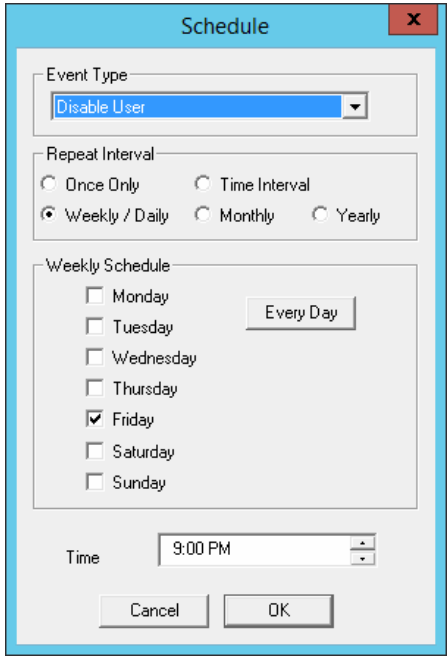 Schedule
x
Event Type
Disable User
Repeat Interval
Once Only Time Interval
Weekly / Daily Monthly Yearly
Weekly Schedule
Monday
Every Day
Tuesday
Wednesday
Thursday
Friday
Saturday
Sunday
Time 9:00 PM
Cancel OK